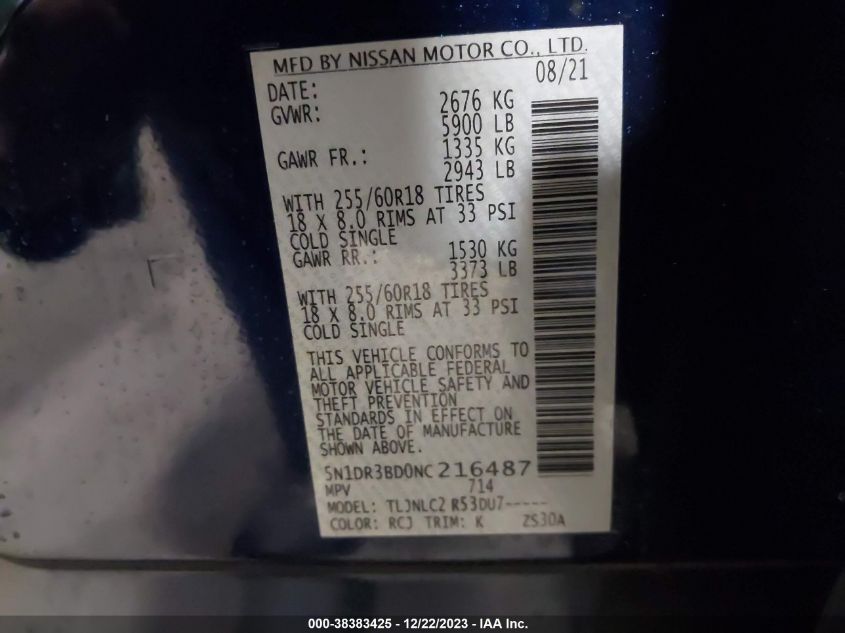 MFD BY NISSAN MOTOR CO., LTD.
DATE: 08/21
GVWR: 2676 KG
5900 LB
GAWR FR.: 1335 KG
2943 LB
WITH 255/60R18 TIRES
18 X 8.0 RIMS AT 33 PSI
COLD SINGLE
GAWR RR.: 1530 KG
3373 LB
WITH 255/60R18 TIRES
18 X 8.0 RIMS AT 33 PSI
COLD SINGLE
THIS VEHICLE CONFORMS TO
ALL APPLICABLE FEDERAL
MOTOR VEHICLE SAFETY AND
THEFT PREVENTION
STANDARDS IN EFFECT ON
THE DATE OF MANUFACTURE
SHOWN ABOVE.
5N1DR3BD0NC216487
MPV 714
MODEL: TLJNLC2 R53DU7-----
COLOR: RCJ TRIM: K ZS30A
000-38383425 - 12/22/2023 - IAA Inc.